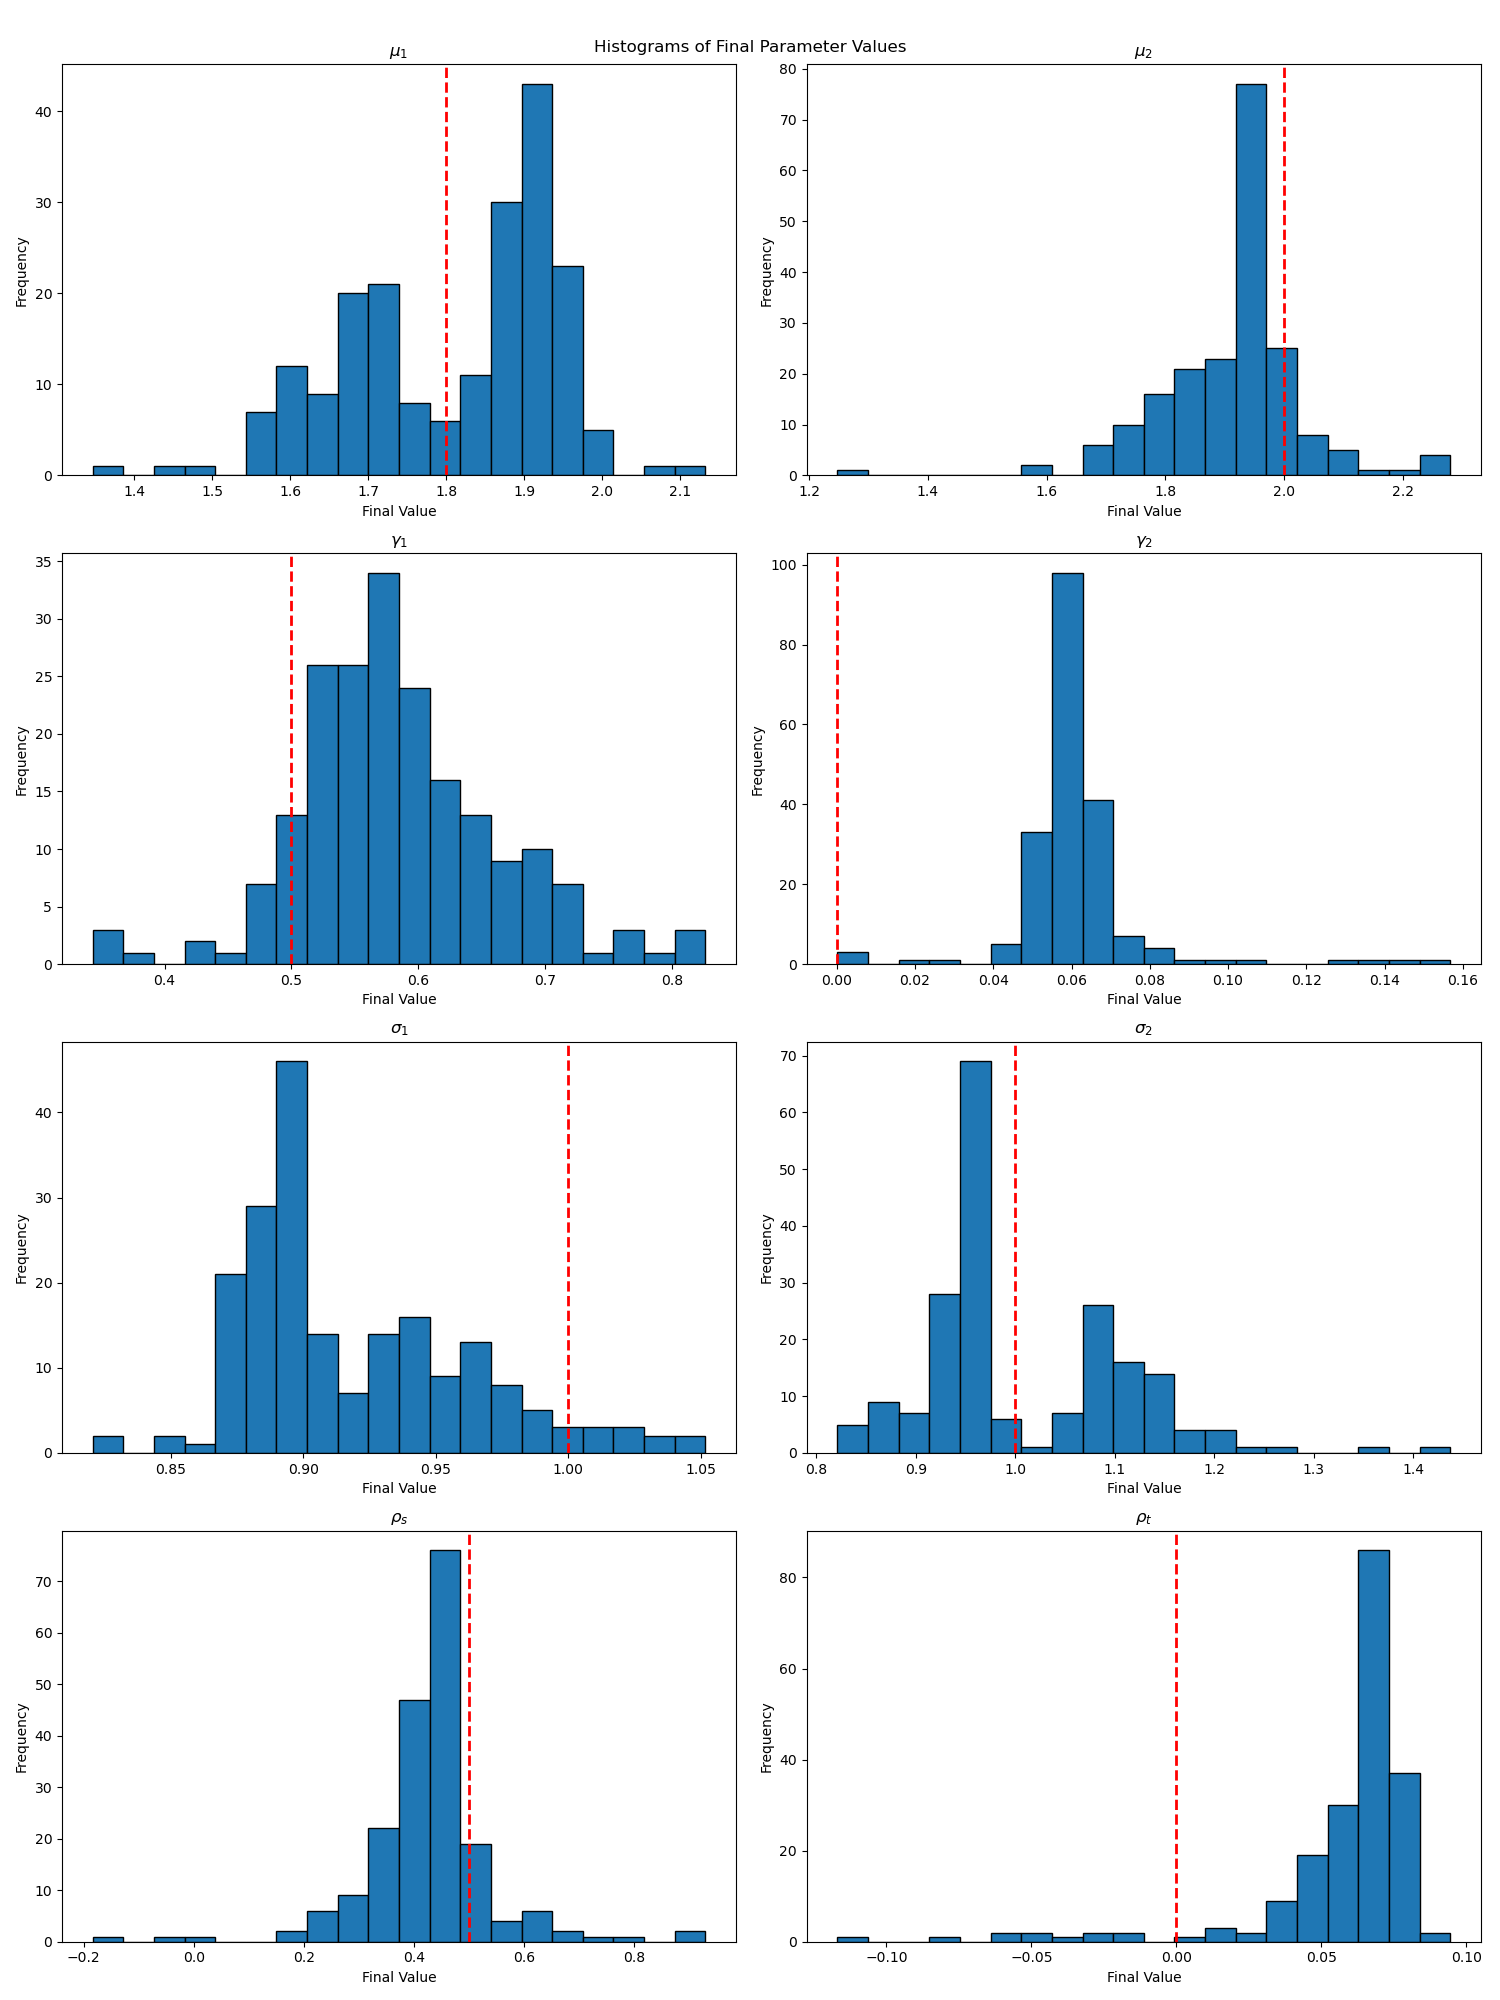 Histograms of Final Parameter Values
μ₁
Frequency
40
30
20
10
0
1.4 1.5 1.6 1.7 1.8 1.9 2.0 2.1
Final Value
μ₂
Frequency
80
70
60
50
40
30
20
10
0
1.2 1.4 1.6 1.8 2.0 2.2
Final Value
γ₁
Frequency
35
30
25
20
15
10
5
0
0.4 0.5 0.6 0.7 0.8
Final Value
γ₂
Frequency
100
80
60
40
20
0
0.00 0.02 0.04 0.06 0.08 0.10 0.12 0.14 0.16
Final Value
σ₁
Frequency
40
30
20
10
0
0.85 0.90 0.95 1.00 1.05
Final Value
σ₂
Frequency
70
60
50
40
30
20
10
0
0.8 0.9 1.0 1.1 1.2 1.3 1.4
Final Value
ρₛ
Frequency
70
60
50
40
30
20
10
0
−0.2 0.0 0.2 0.4 0.6 0.8
Final Value
ρₜ
Frequency
80
60
40
20
0
−0.10 −0.05 0.00 0.05 0.10
Final Value